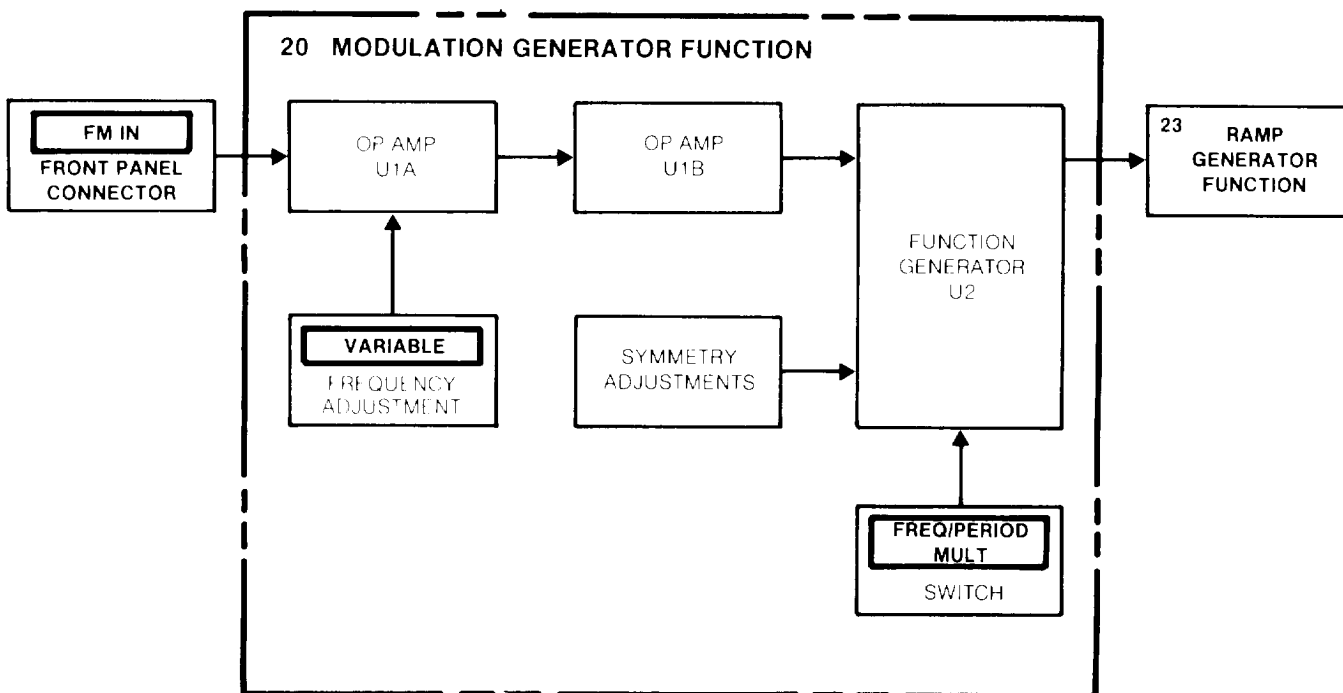 20 MODULATION GENERATOR FUNCTION
FM IN
FRONT PANEL
CONNECTOR
OP AMP
U1A
OP AMP
U1B
FUNCTION
GENERATOR
U2
23 RAMP
GENERATOR
FUNCTION
VARIABLE
FREQUENCY
ADJUSTMENT
SYMMETRY
ADJUSTMENTS
FREQ/PERIOD
MULT
SWITCH